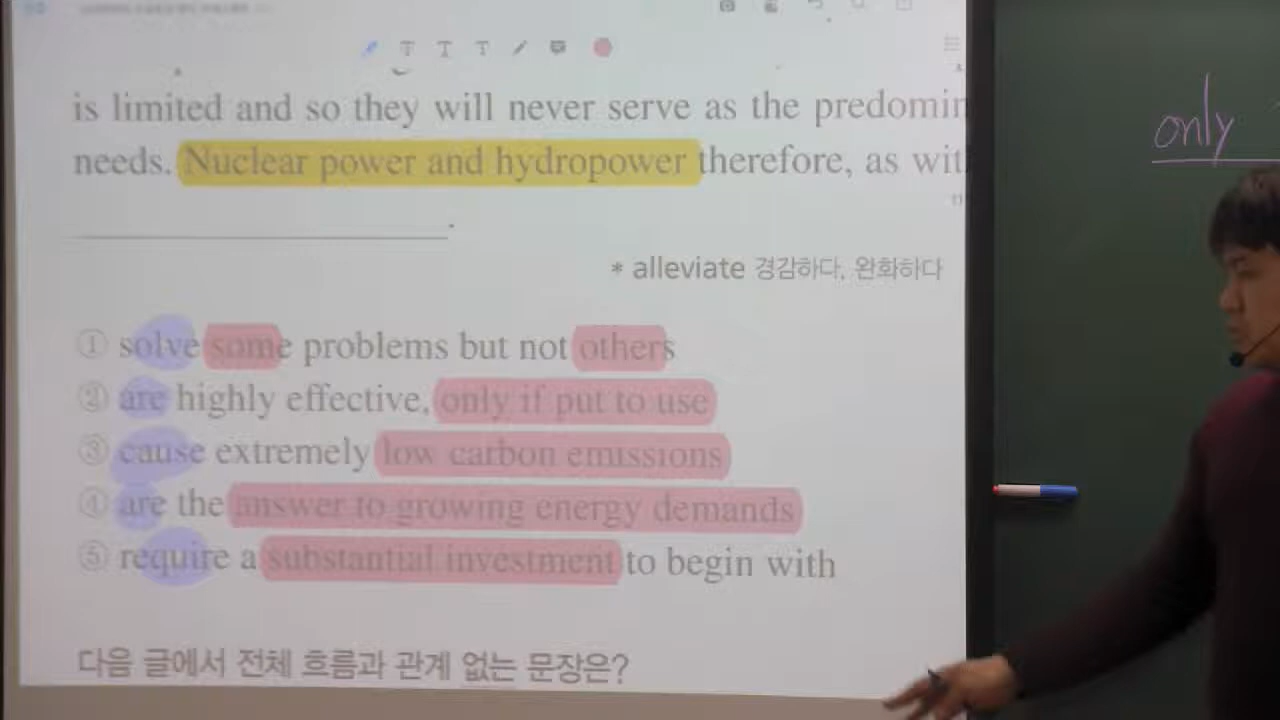 is limited and so they will never serve as the predomin
only
needs. Nuclear power and hydropower therefore, as wit
* alleviate 경감하다, 완화하다
① solve some problems but not others
② are highly effective, only if put to use
③ cause extremely low carbon emissions
④ are the answer to growing energy demands
⑤ require a substantial investment to begin with
다음 글에서 전체 흐름과 관계 없는 문장은?